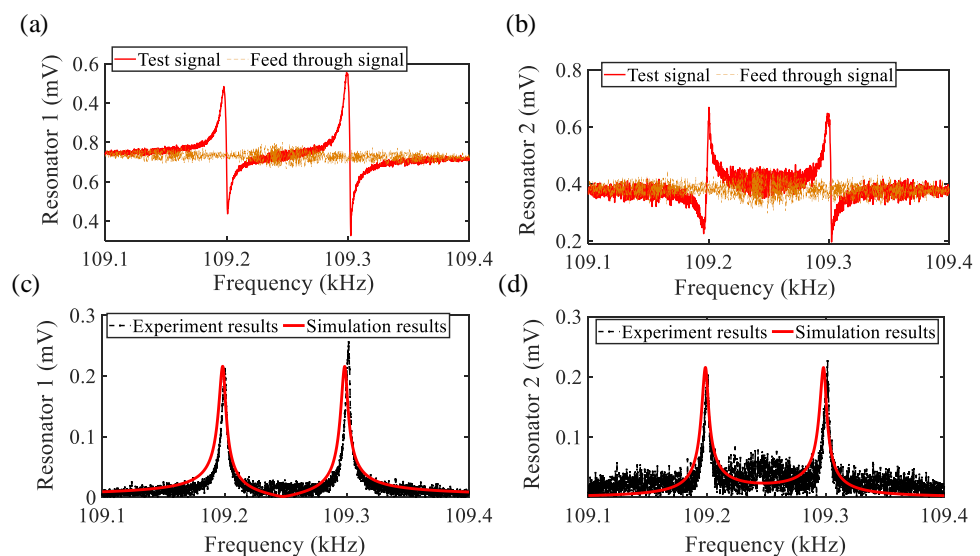 (a)
Test signal Feed through signal
Resonator 1 (mV)
0.6
0.4
0.8
0.6
0.4
109.1 109.2 109.3 109.4
Frequency (kHz)
(b)
Test signal Feed through signal
Resonator 2 (mV)
0.8
0.6
0.4
0.2
109.1 109.2 109.3 109.4
Frequency (kHz)
(c)
Experiment results Simulation results
Resonator 1 (mV)
0.3
0.2
0.1
0
109.1 109.2 109.3 109.4
Frequency (kHz)
(d)
Experiment results Simulation results
Resonator 2 (mV)
0.3
0.2
0.1
0
109.1 109.2 109.3 109.4
Frequency (kHz)